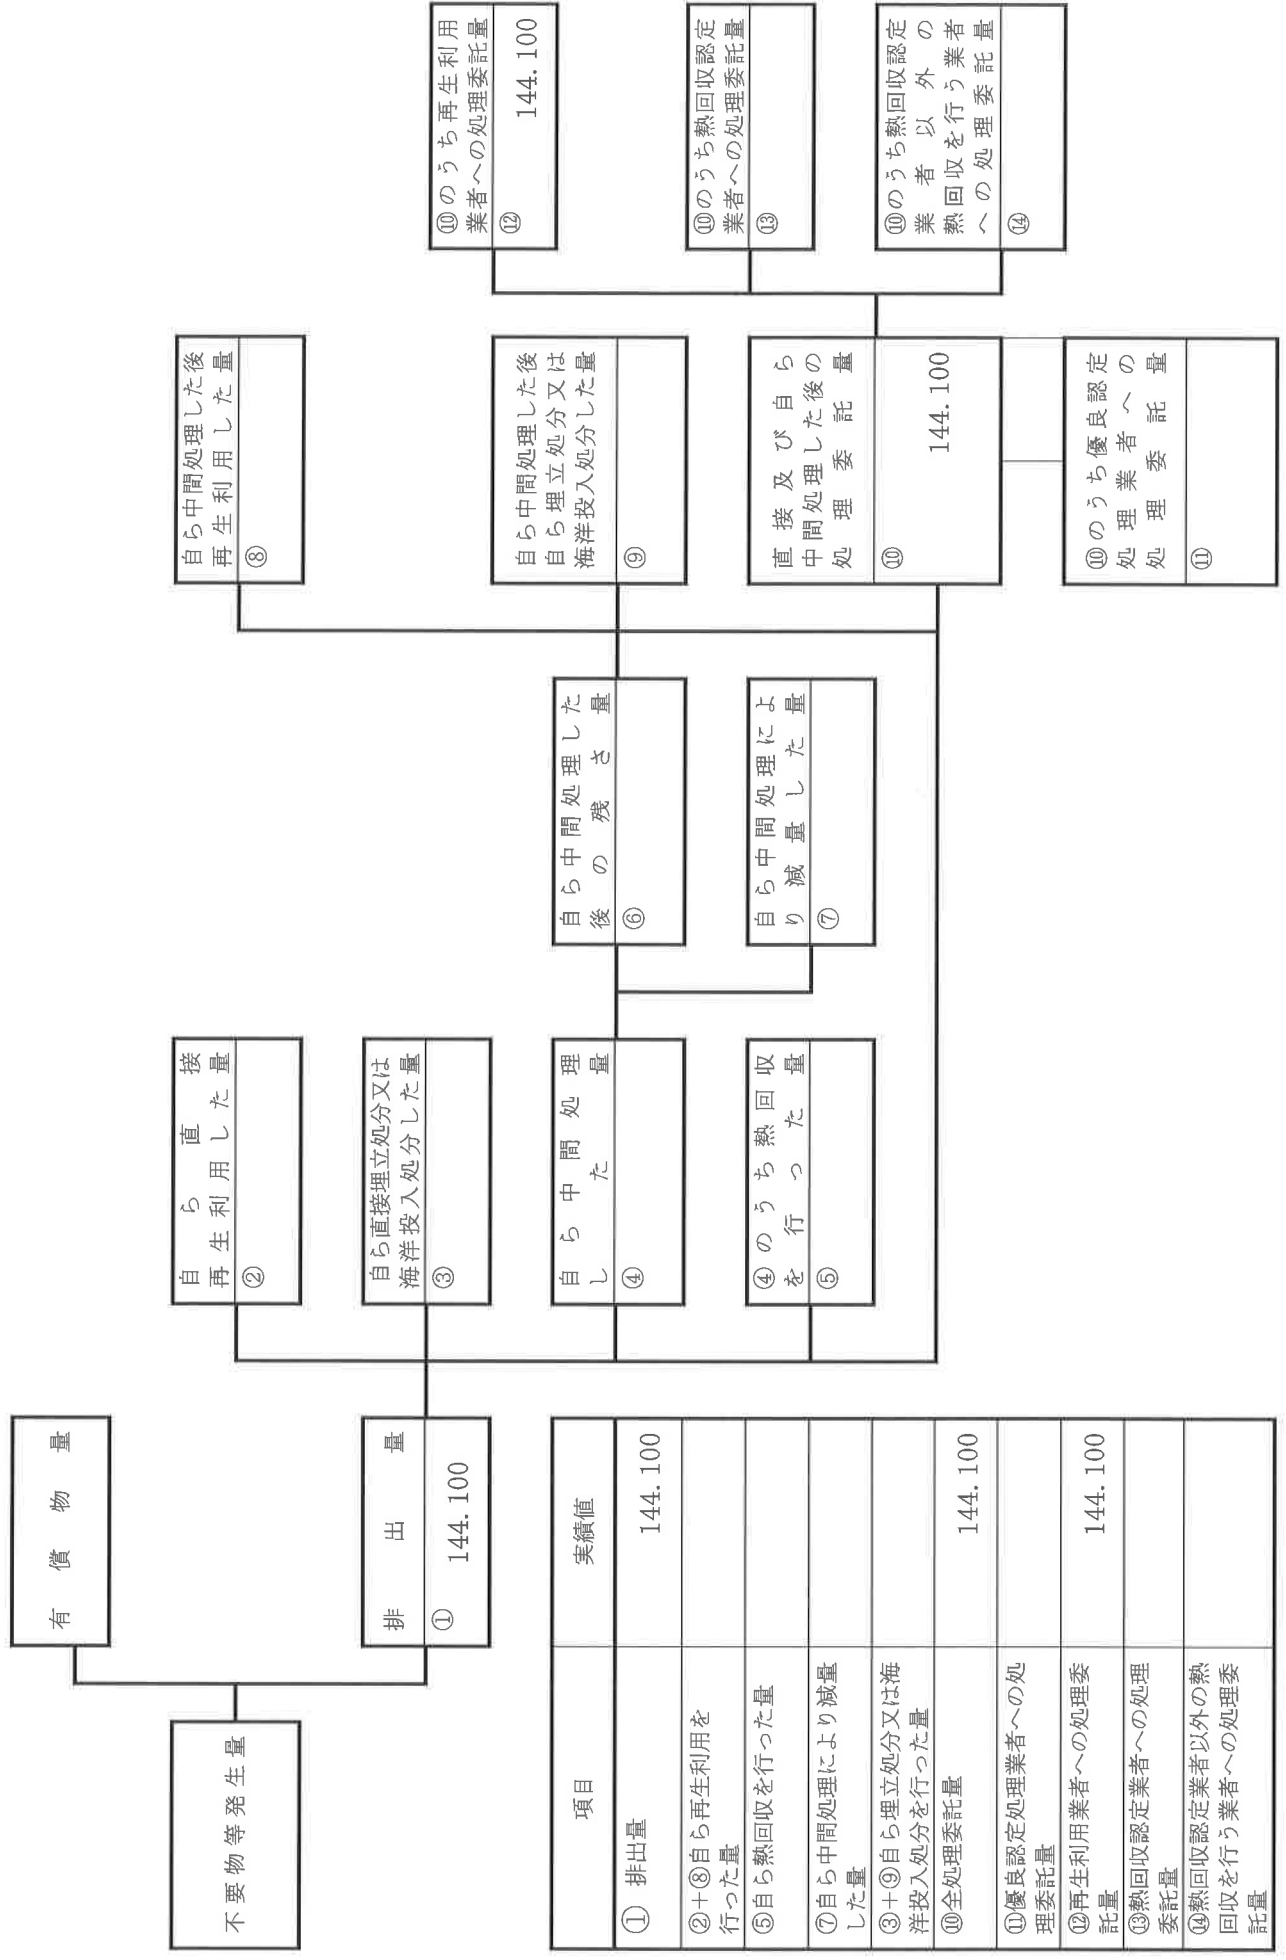 不要物等発生量
有償物量
排出量
① 144.100
自ら直接
再生利用した量
②
自ら直接埋立処分又は
海洋投入処分した量
③
自ら中間処理
した量
④
④のうち熱回収
を行った量
⑤
自ら中間処理した
後の残さ量
⑥
自ら中間処理によ
り減量した量
⑦
自ら中間処理した後
再生利用した量
⑧
自ら中間処理した後
自ら埋立処分又は
海洋投入処分した量
⑨
直接及び自ら
中間処理した後の
処理委託量
⑩ 144.100
⑩のうち優良認定
処理業者への
処理委託量
⑪
⑩のうち再生利用
業者への処理委託量
⑫ 144.100
⑩のうち熱回収認定
業者への処理委託量
⑬
⑩のうち熱回収認定
業者以外の
熱回収を行う業者
への処理委託量
⑭
項目 実績値
① 排出量 144.100
②+⑧自ら再生利用を
行った量
⑤自ら熱回収を行った量
⑦自ら中間処理により減量
した量
③+⑨自ら埋立処分又は海
洋投入処分を行った量
⑩全処理委託量 144.100
⑪優良認定処理業者への処
理委託量
⑫再生利用業者への処理委
託量 144.100
⑬熱回収認定業者への処理
委託量
⑭熱回収認定業者以外の熱
回収を行う業者への処理委
託量